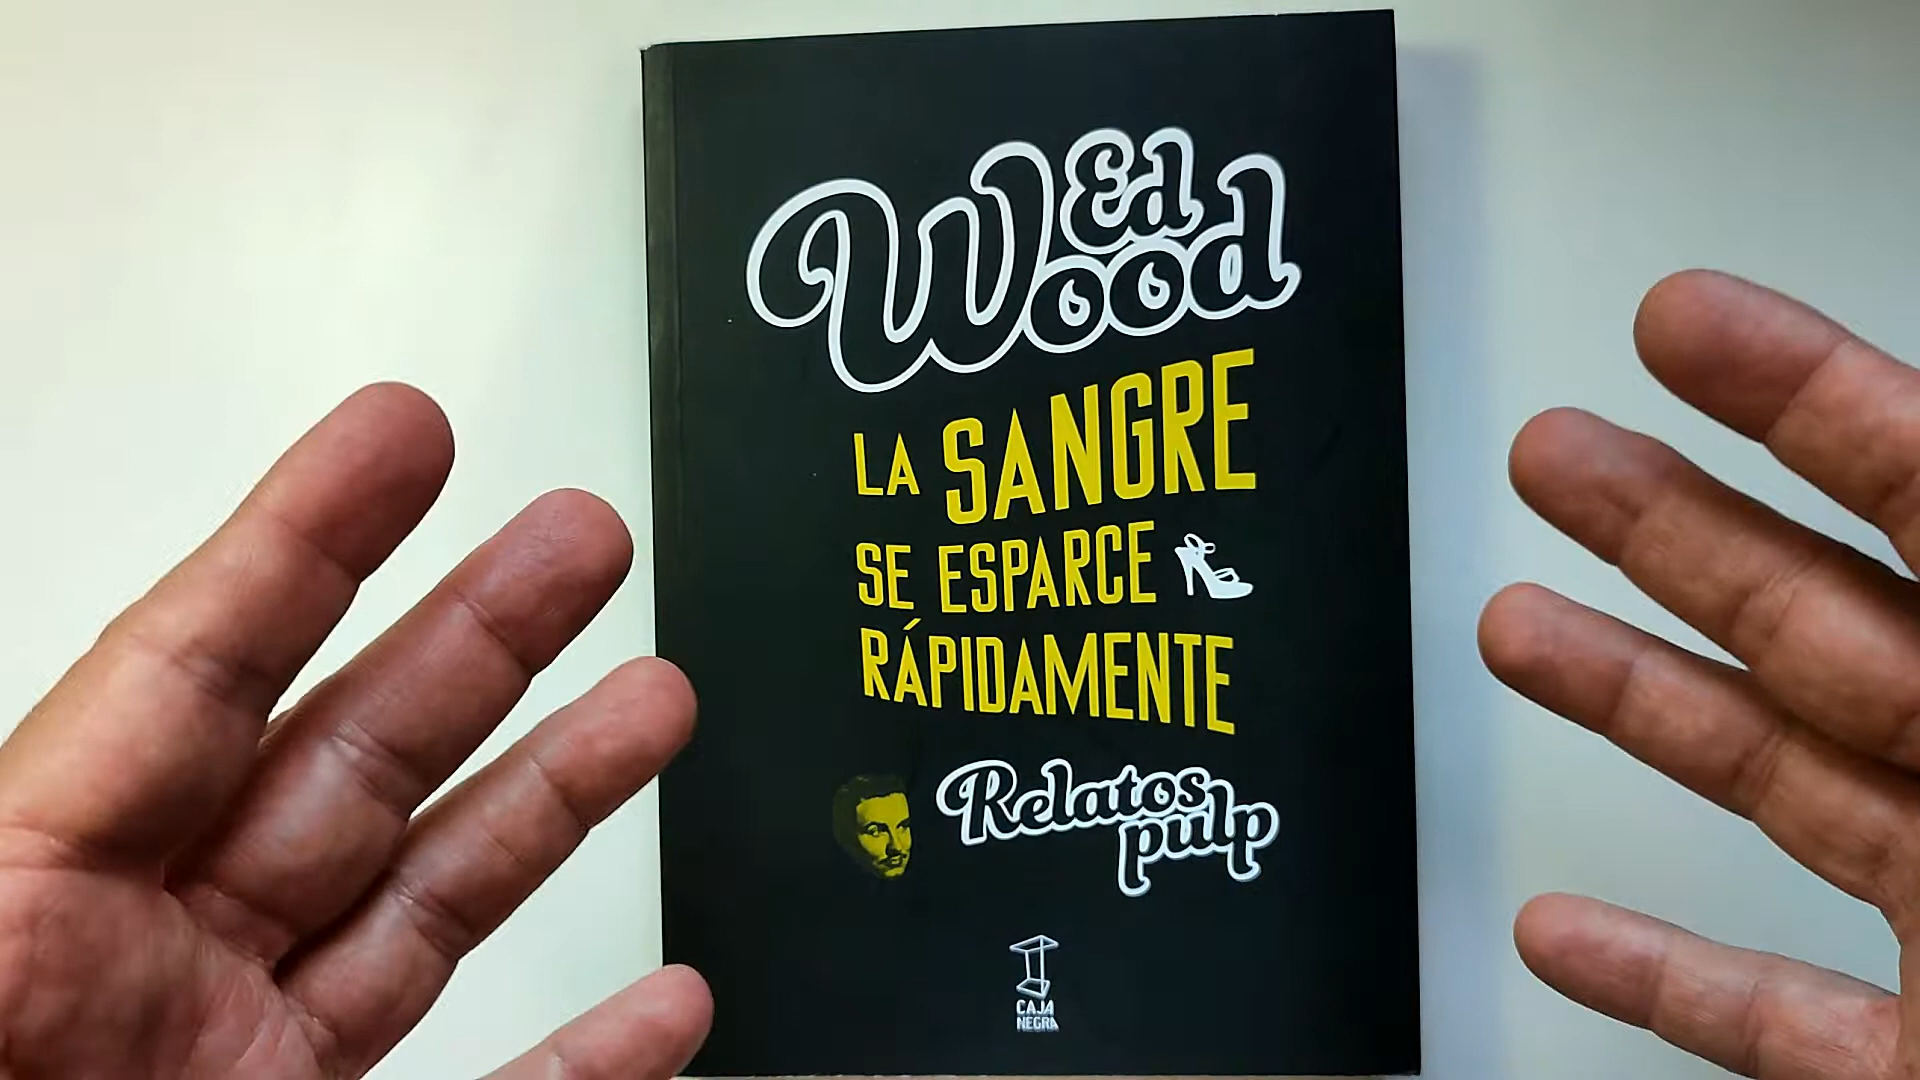 Ed
Wood
LA SANGRE
SE ESPARCE
RÁPIDAMENTE
Relatos
pulp
CAJA
NEGRA